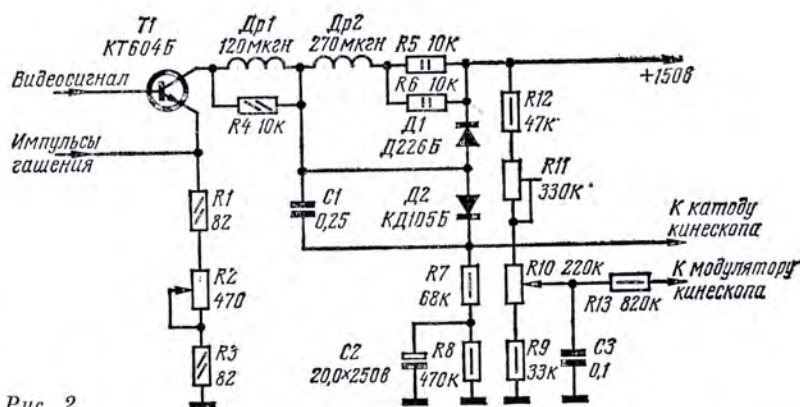 T1
КТ604Б
Др1
120мкгн
Др2
270мкгн
R5 10к
R6 10к
+150в
Видеосигнал
R4 10к
Д1
Д226Б
R12
47к
Импульсы
гашения
R11
330к
R1
82
C1
0,25
Д2
КД105Б
К катоду
кинескопа
R2
470
R7
68к
R10 220к
К модулятору
кинескопа
R13 820к
R3
82
C2
20,0×250в
R8
470к
R9
33к
C3
0,1
Рис. 2